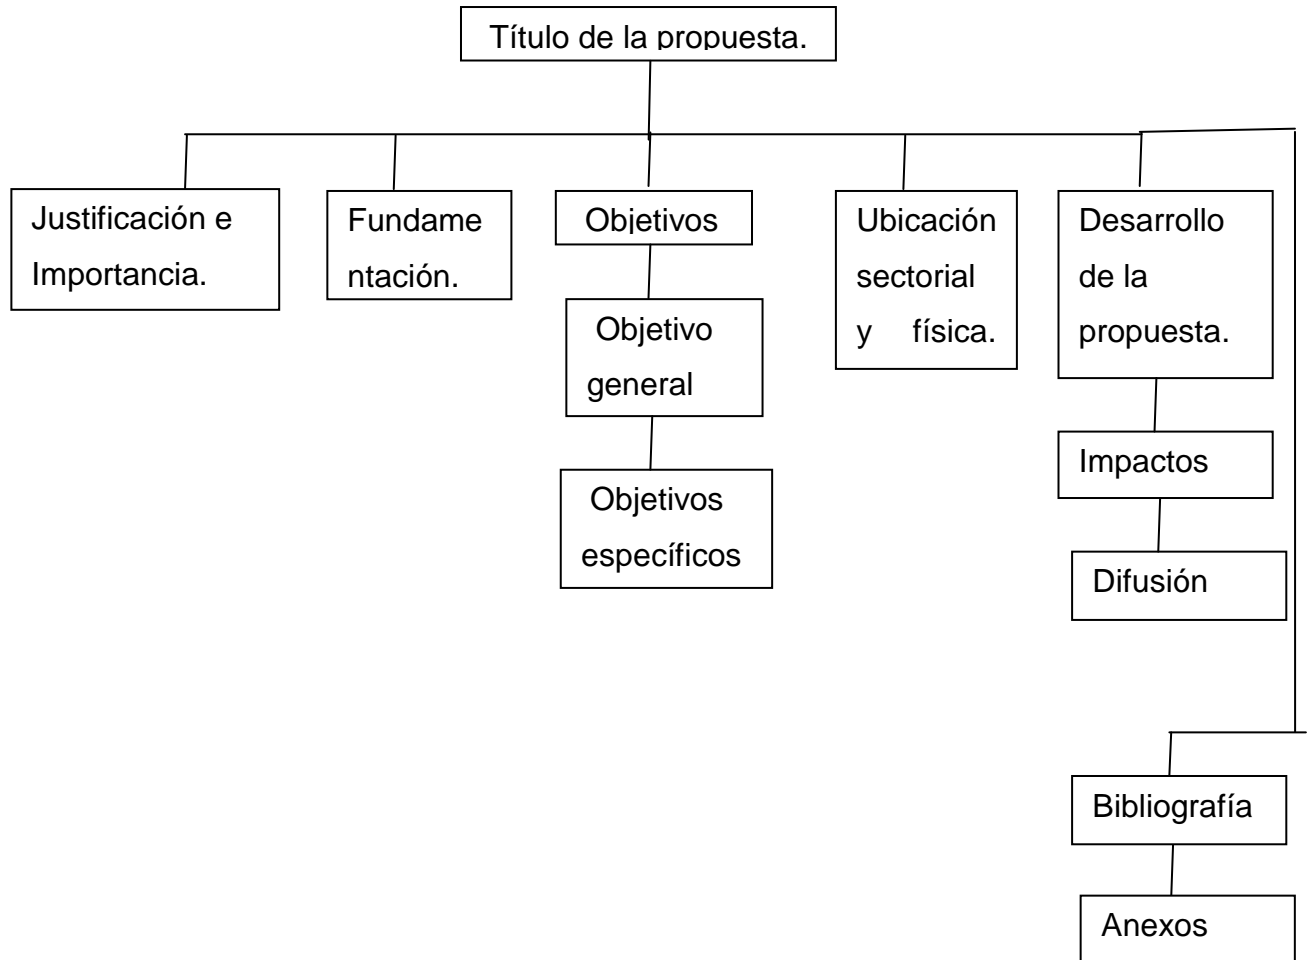 Título de la propuesta.
Justificación e
Importancia.
Fundame
ntación.
Objetivos
Objetivo
general
Objetivos
específicos
Ubicación
sectorial
y física.
Desarrollo
de la
propuesta.
Impactos
Difusión
Bibliografía
Anexos